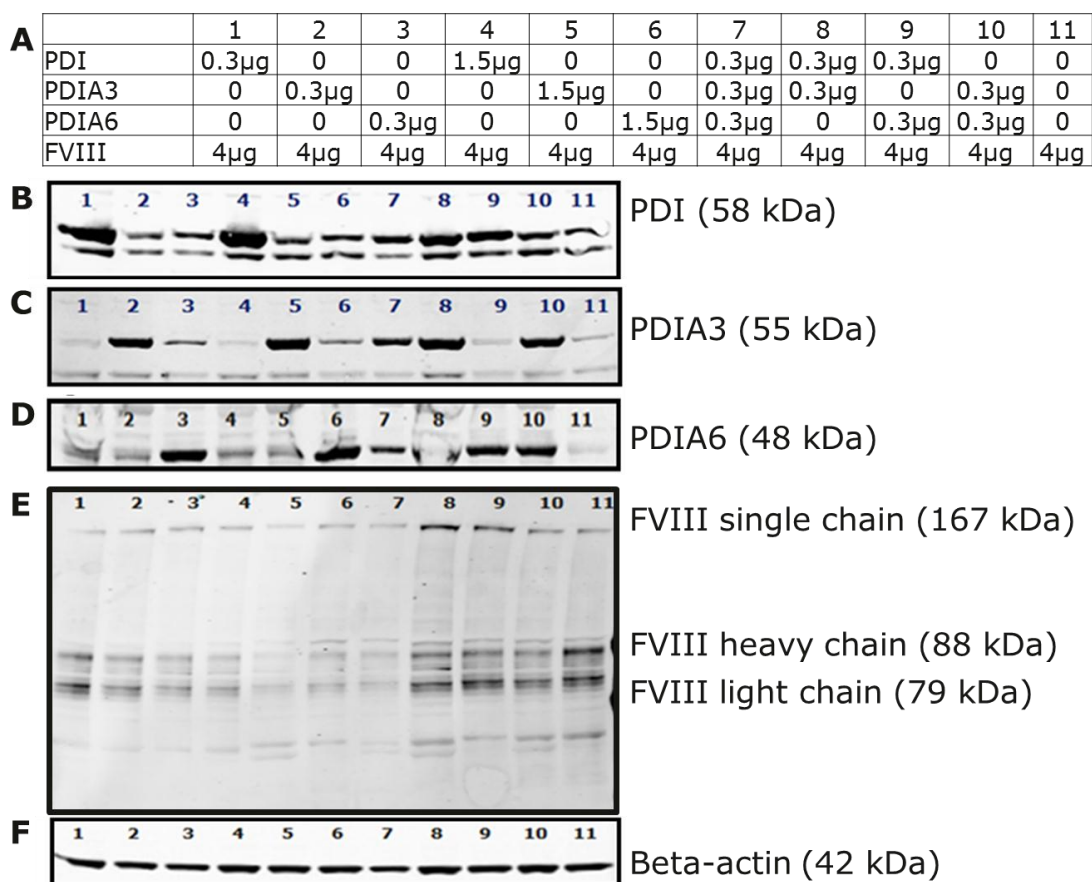 A
1 2 3 4 5 6 7 8 9 10 11
PDI 0.3µg 0 0 1.5µg 0 0 0.3µg 0.3µg 0.3µg 0 0
PDIA3 0 0.3µg 0 0 1.5µg 0 0.3µg 0.3µg 0 0.3µg 0
PDIA6 0 0 0.3µg 0 0 1.5µg 0.3µg 0 0.3µg 0.3µg 0
FVIII 4µg 4µg 4µg 4µg 4µg 4µg 4µg 4µg 4µg 4µg 4µg
B
1 2 3 4 5 6 7 8 9 10 11
PDI (58 kDa)
C
1 2 3 4 5 6 7 8 9 10 11
PDIA3 (55 kDa)
D
1 2 3 4 5 6 7 8 9 10 11
PDIA6 (48 kDa)
E
1 2 3 4 5 6 7 8 9 10 11
FVIII single chain (167 kDa)
FVIII heavy chain (88 kDa)
FVIII light chain (79 kDa)
F
1 2 3 4 5 6 7 8 9 10 11
Beta-actin (42 kDa)